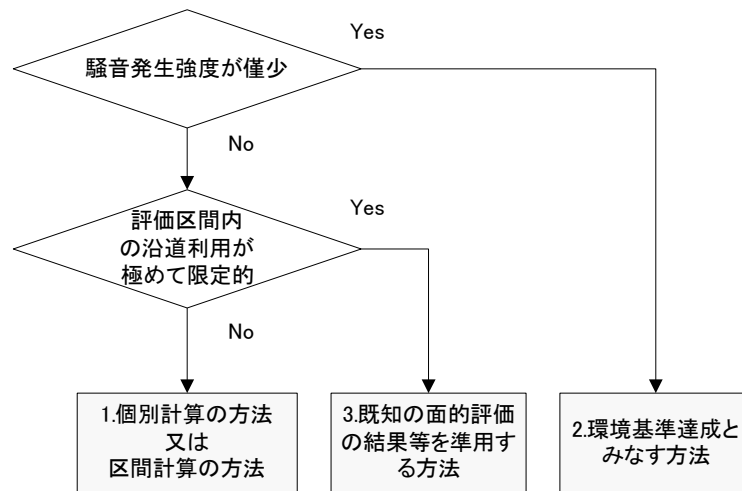 Yes
騒音発生強度が僅少
No
Yes
評価区間内
の沿道利用が
極めて限定的
No
1.個別計算の方法
又は
区間計算の方法
3.既知の面的評価
の結果等を準用す
る方法
2.環境基準達成と
みなす方法